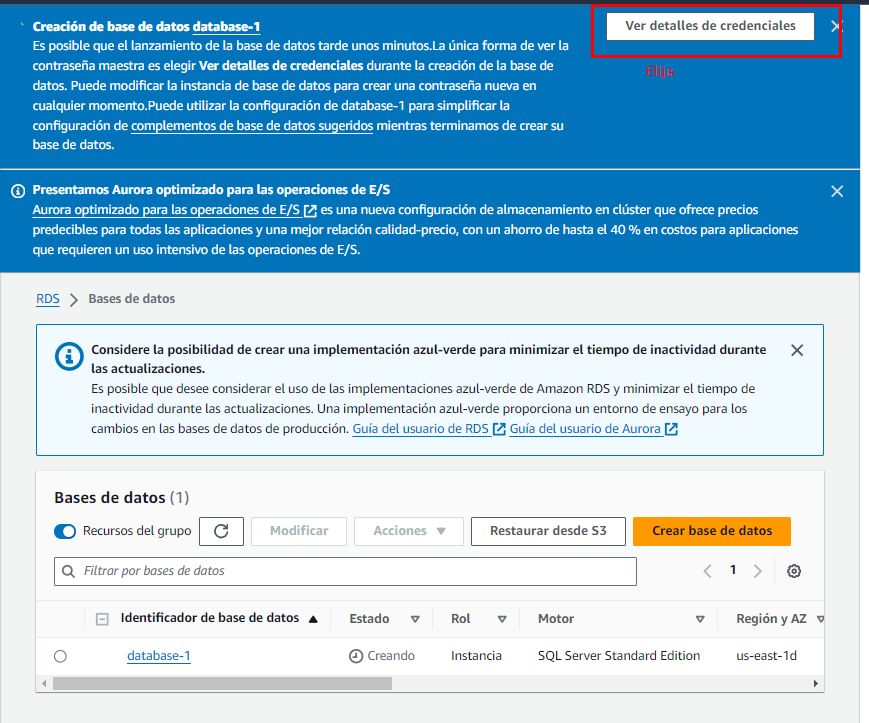 Creación de base de datos database-1
Ver detalles de credenciales
Es posible que el lanzamiento de la base de datos tarde unos minutos.La única forma de ver la
contraseña maestra es elegir Ver detalles de credenciales durante la creación de la base de
datos. Puede modificar la instancia de base de datos para crear una contraseña nueva en
cualquier momento.Puede utilizar la configuración de database-1 para simplificar la
configuración de complementos de base de datos sugeridos mientras terminamos de crear su
base de datos.
Presentamos Aurora optimizado para las operaciones de E/S
Aurora optimizado para las operaciones de E/S es una nueva configuración de almacenamiento en clúster que ofrece precios
predecibles para todas las aplicaciones y una mejor relación calidad-precio, con un ahorro de hasta el 40 % en costos para aplicaciones
que requieren un uso intensivo de las operaciones de E/S.
RDS > Bases de datos
Considere la posibilidad de crear una implementación azul-verde para minimizar el tiempo de inactividad durante
las actualizaciones.
Es posible que desee considerar el uso de las implementaciones azul-verde de Amazon RDS y minimizar el tiempo de
inactividad durante las actualizaciones. Una implementación azul-verde proporciona un entorno de ensayo para los
cambios en las bases de datos de producción. Guía del usuario de RDS Guía del usuario de Aurora
Bases de datos (1)
Recursos del grupo Modificar Acciones Restaurar desde S3 Crear base de datos
Filtrar por bases de datos 1
Identificador de base de datos Estado Rol Motor Región y AZ
database-1 Creando Instancia SQL Server Standard Edition us-east-1d